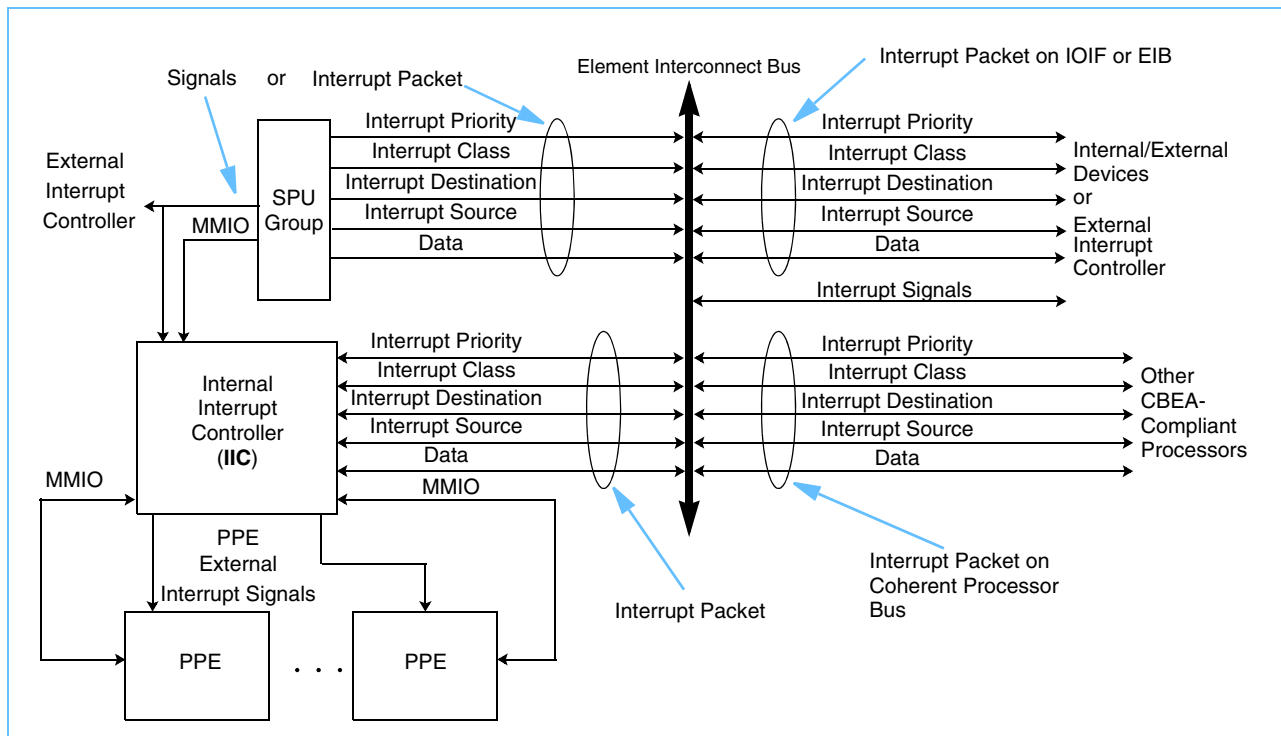 Signals or Interrupt Packet
Element Interconnect Bus
Interrupt Packet on IOIF or EIB
External
Interrupt
Controller
MMIO
SPU
Group
Interrupt Priority
Interrupt Class
Interrupt Destination
Interrupt Source
Data
Interrupt Priority
Interrupt Class
Interrupt Destination
Interrupt Source
Data
Interrupt Signals
Internal/External
Devices
or
External
Interrupt
Controller
Internal
Interrupt
Controller
(IIC)
Interrupt Priority
Interrupt Class
Interrupt Destination
Interrupt Source
Data
MMIO
Interrupt Priority
Interrupt Class
Interrupt Destination
Interrupt Source
Data
Other
CBEA-
Compliant
Processors
MMIO
PPE
External
Interrupt Signals
Interrupt Packet
Interrupt Packet on
Coherent Processor
Bus
PPE
. . .
PPE